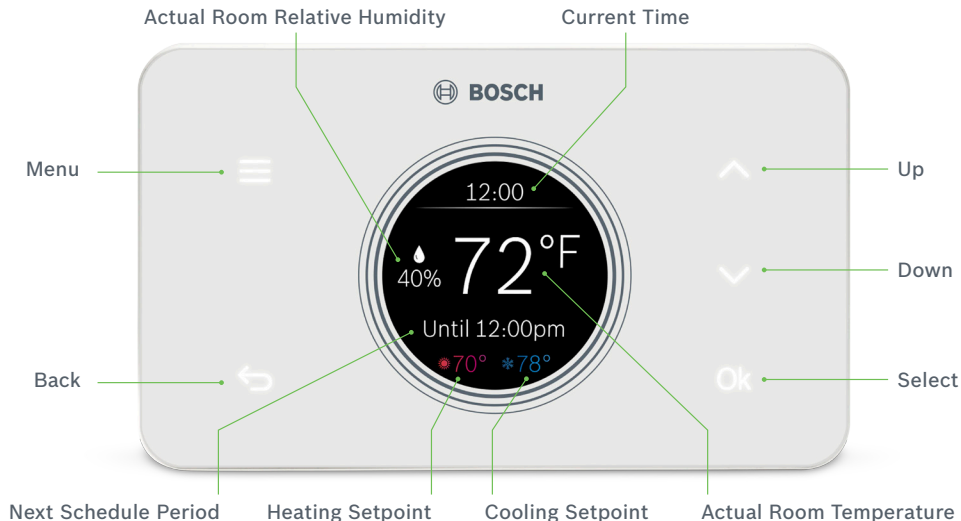 Actual Room Relative Humidity
Current Time
BOSCH
Menu
Up
12:00
72°F
40%
Down
Until 12:00pm
70° 78°
Back
Ok
Select
Next Schedule Period
Heating Setpoint
Cooling Setpoint
Actual Room Temperature